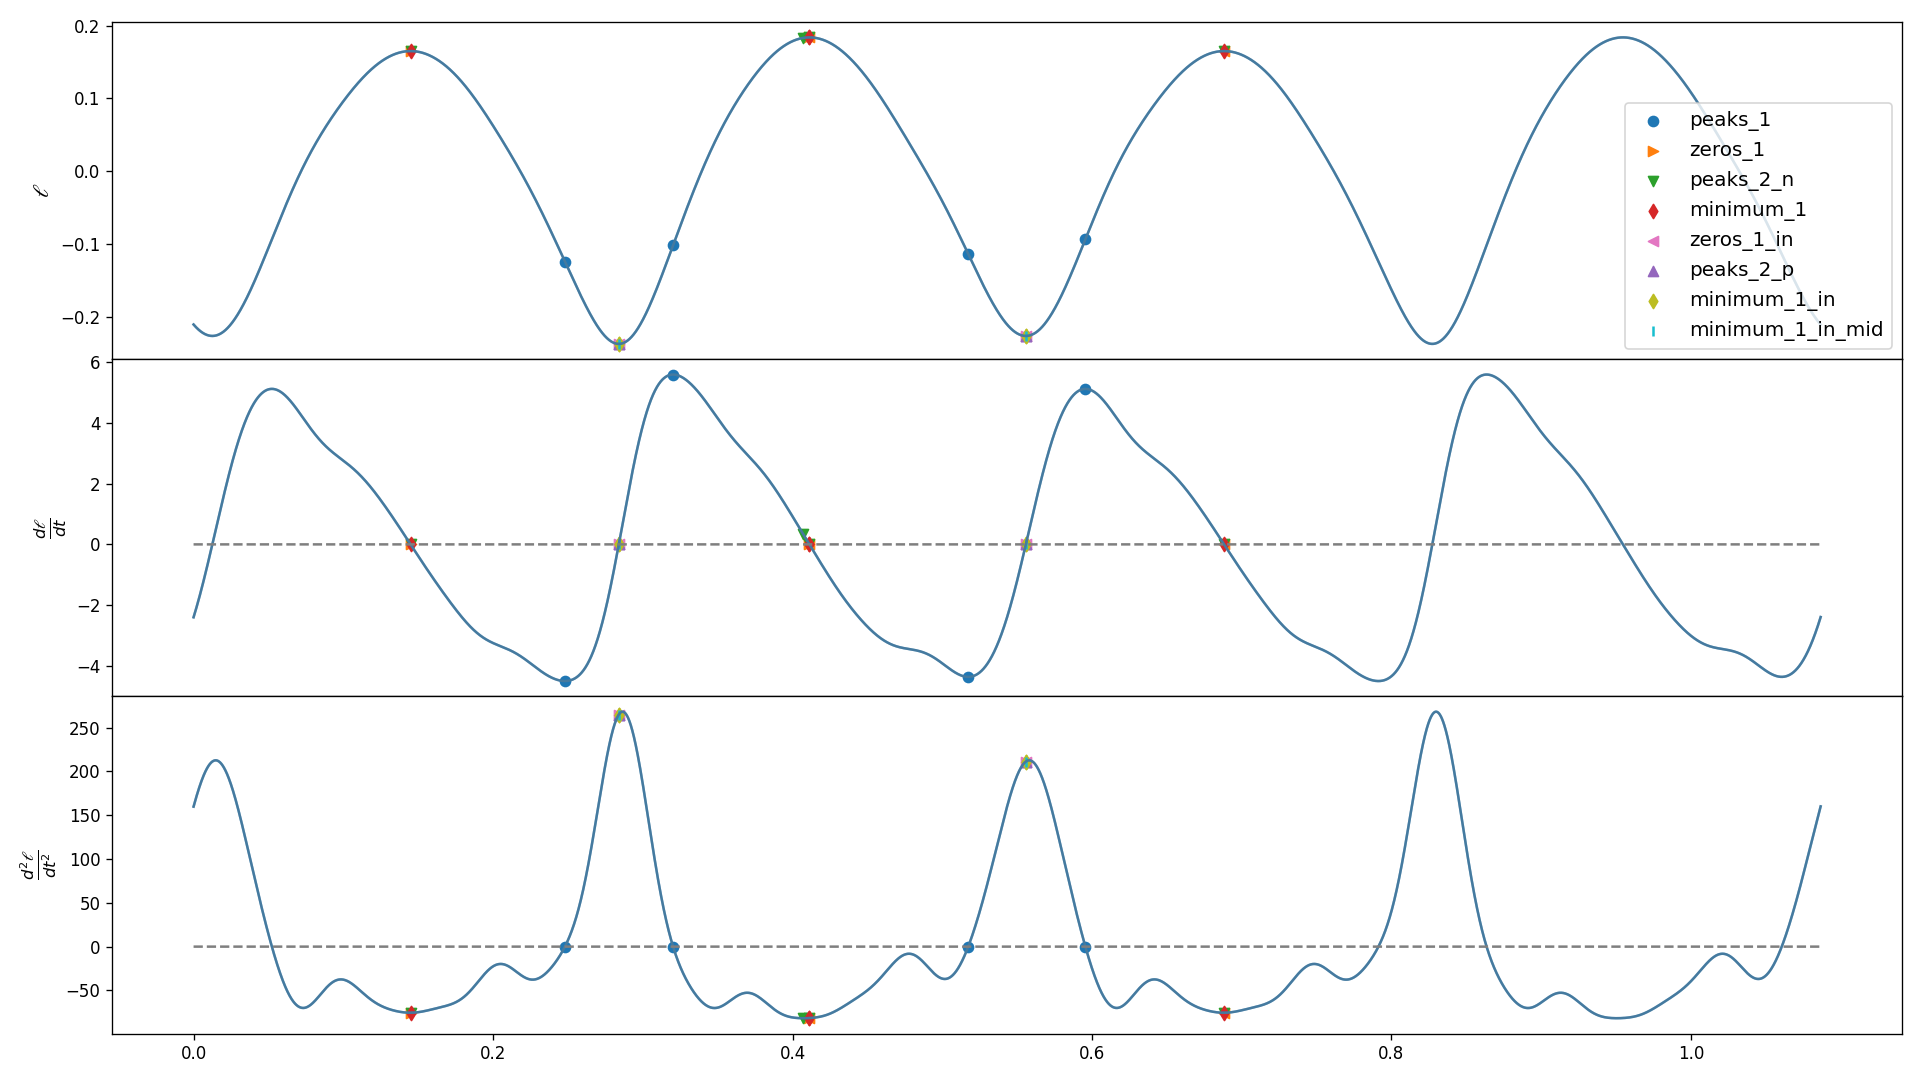 0.2
0.1
0.0
−0.1
−0.2
ℓ
peaks_1
zeros_1
peaks_2_n
minimum_1
zeros_1_in
peaks_2_p
minimum_1_in
minimum_1_in_mid
6
4
2
0
−2
−4
dℓ
dt
250
200
150
100
50
0
−50
d²ℓ
dt²
0.0 0.2 0.4 0.6 0.8 1.0